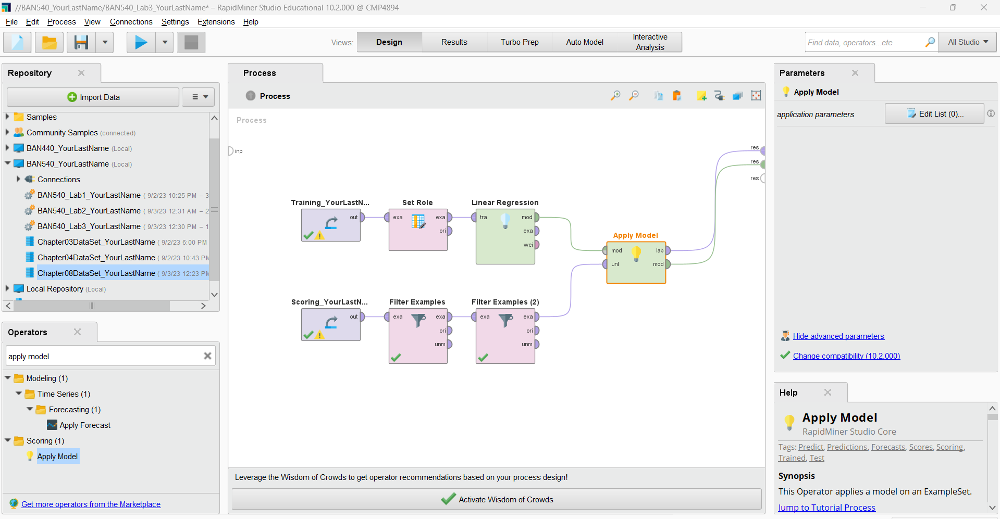 //BAN540_YourLastName/BAN540_Lab3_YourLastName* – RapidMiner Studio Educational 10.2.000 @ CMP4894
File Edit Process View Connections Settings Extensions Help
Views: Design Results Turbo Prep Auto Model Interactive Analysis
Find data, operators...etc
All Studio
Repository
Import Data
Samples
Community Samples (connected)
BAN440_YourLastName (Local)
BAN540_YourLastName (Local)
Connections
BAN540_Lab1_YourLastName ( 9/2/23 10:25 PM – 3
BAN540_Lab2_YourLastName ( 9/3/23 12:31 AM – 2
BAN540_Lab3_YourLastName ( 9/3/23 12:30 PM – 1
Chapter03DataSet_YourLastName ( 9/2/23 6:00 PM
Chapter04DataSet_YourLastName ( 9/2/23 10:43 PM
Chapter08DataSet_YourLastName ( 9/3/23 12:23 PM
Local Repository (Local)
Operators
apply model
Modeling (1)
Time Series (1)
Forecasting (1)
Apply Forecast
Scoring (1)
Apply Model
Get more operators from the Marketplace
Process
Process
Process
inp
res
res
res
Training_YourLastN...
out
Set Role
exa exa
ori
Linear Regression
tra mod
exa
wei
Apply Model
mod lab
unl mod
Scoring_YourLastN...
out
Filter Examples
exa exa
ori
unm
Filter Examples (2)
exa exa
ori
unm
Leverage the Wisdom of Crowds to get operator recommendations based on your process design!
Activate Wisdom of Crowds
Parameters
Apply Model
application parameters
Edit List (0)...
Hide advanced parameters
Change compatibility (10.2.000)
Help
Apply Model
RapidMiner Studio Core
Tags: Predict, Predictions, Forecasts, Scores, Scoring,
Trained, Test
Synopsis
This Operator applies a model on an ExampleSet.
Jump to Tutorial Process